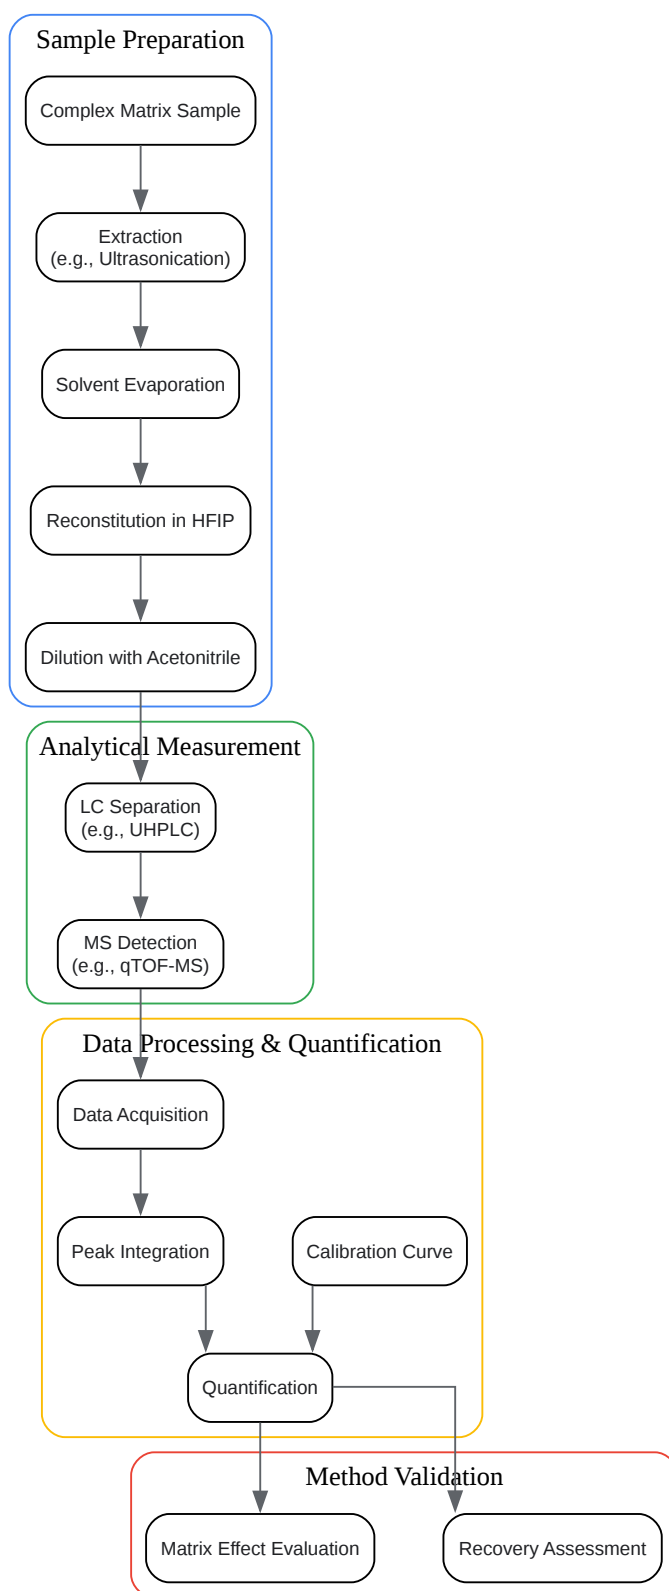 Sample Preparation
Complex Matrix Sample
Extraction
(e.g., Ultrasonication)
Solvent Evaporation
Reconstitution in HFIP
Dilution with Acetonitrile
Analytical Measurement
LC Separation
(e.g., UHPLC)
MS Detection
(e.g., qTOF-MS)
Data Processing & Quantification
Data Acquisition
Peak Integration
Calibration Curve
Quantification
Method Validation
Matrix Effect Evaluation
Recovery Assessment